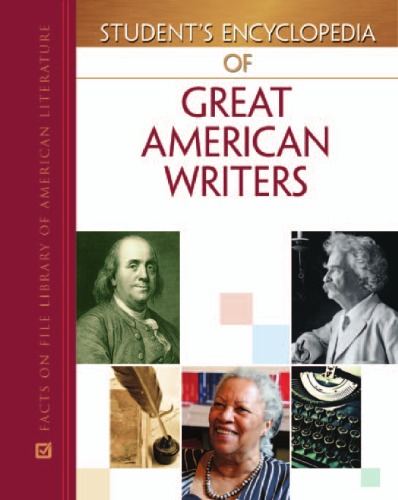 STUDENT'S ENCYCLOPEDIA
OF
GREAT
AMERICAN
WRITERS
FACTS ON FILE LIBRARY OF AMERICAN LITERATURE